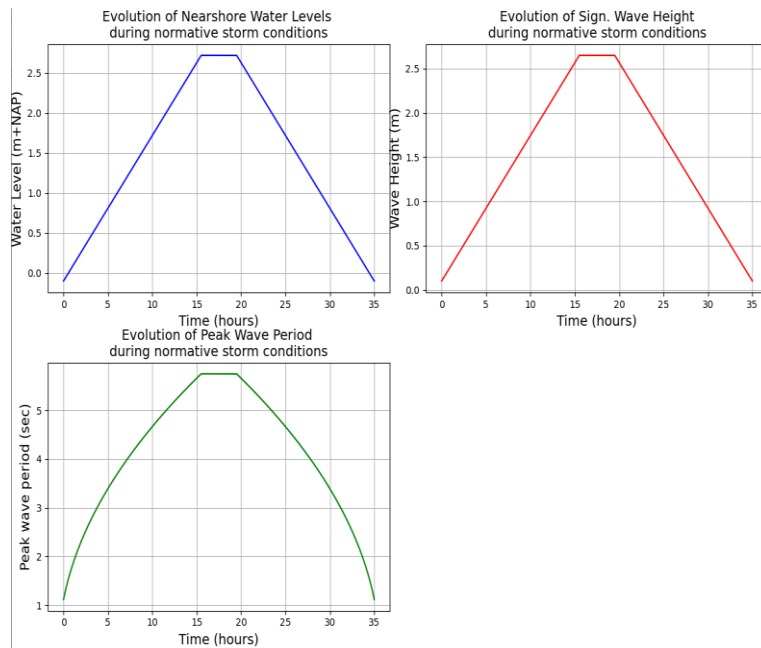 Evolution of Nearshore Water Levels
during normative storm conditions
Water Level (m+NAP)
2.5
2.0
1.5
1.0
0.5
0.0
0 5 10 15 20 25 30 35
Time (hours)
Evolution of Sign. Wave Height
during normative storm conditions
Wave Height (m)
2.5
2.0
1.5
1.0
0.5
0.0
0 5 10 15 20 25 30 35
Time (hours)
Evolution of Peak Wave Period
during normative storm conditions
Peak wave period (sec)
5
4
3
2
1
0 5 10 15 20 25 30 35
Time (hours)